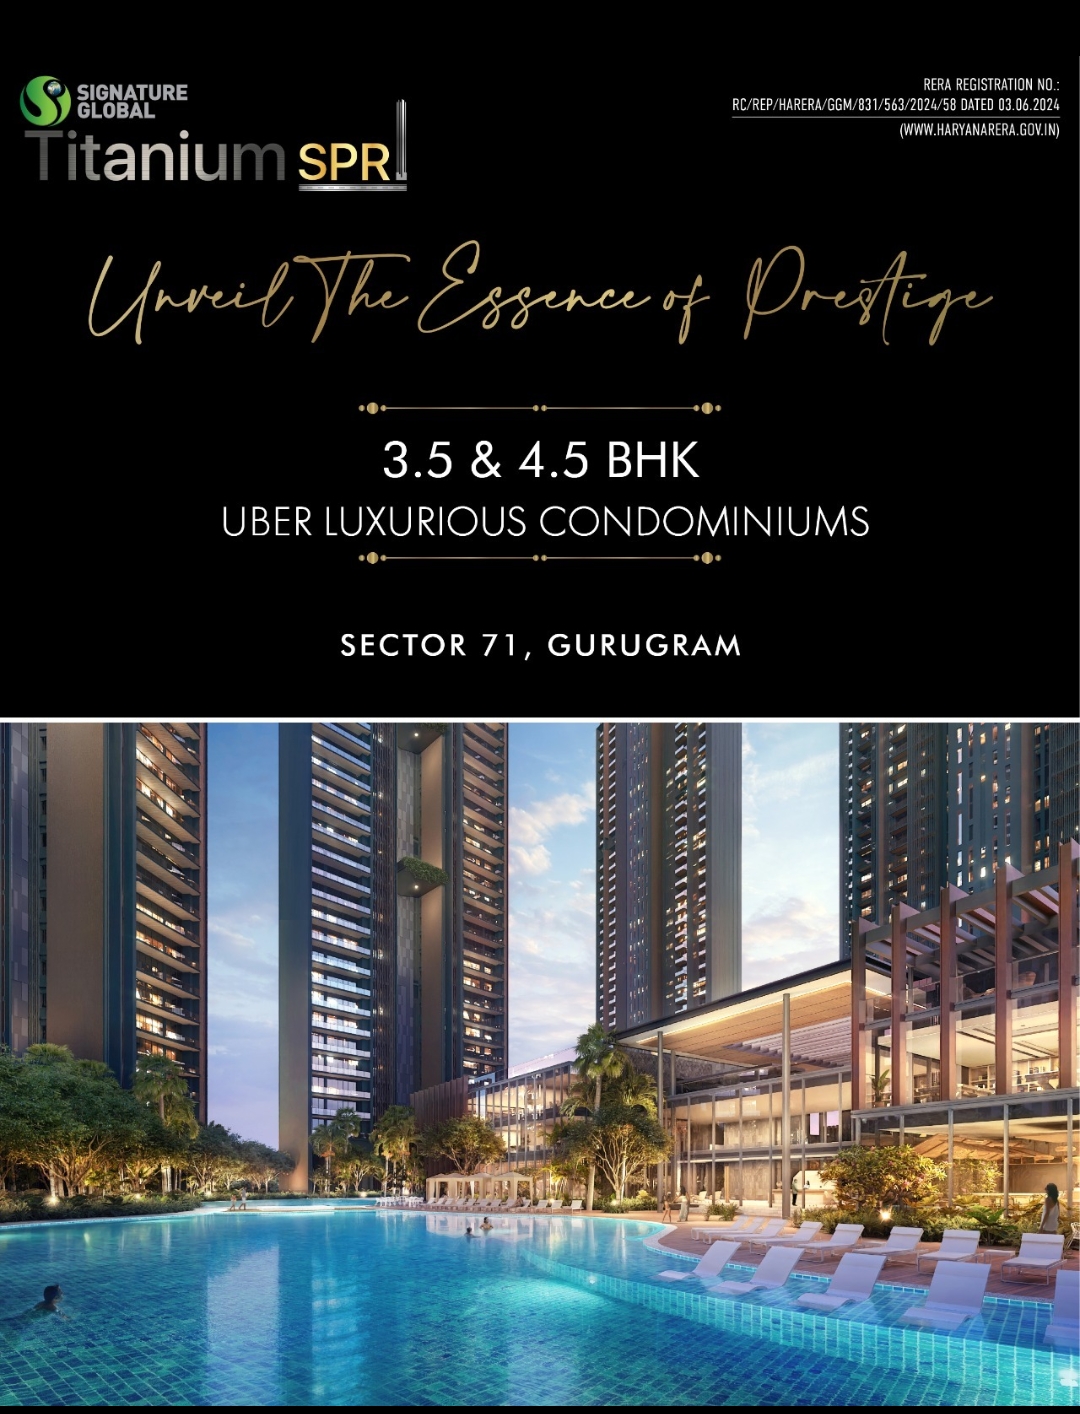 SIGNATURE
GLOBAL
Titanium SPR
RERA REGISTRATION NO.:
RC/REP/HARERA/GGM/831/563/2024/58 DATED 03.06.2024
(WWW.HARYANARERA.GOV.IN)
Unveil The Essence of Prestige
3.5 & 4.5 BHK
UBER LUXURIOUS CONDOMINIUMS
SECTOR 71, GURUGRAM